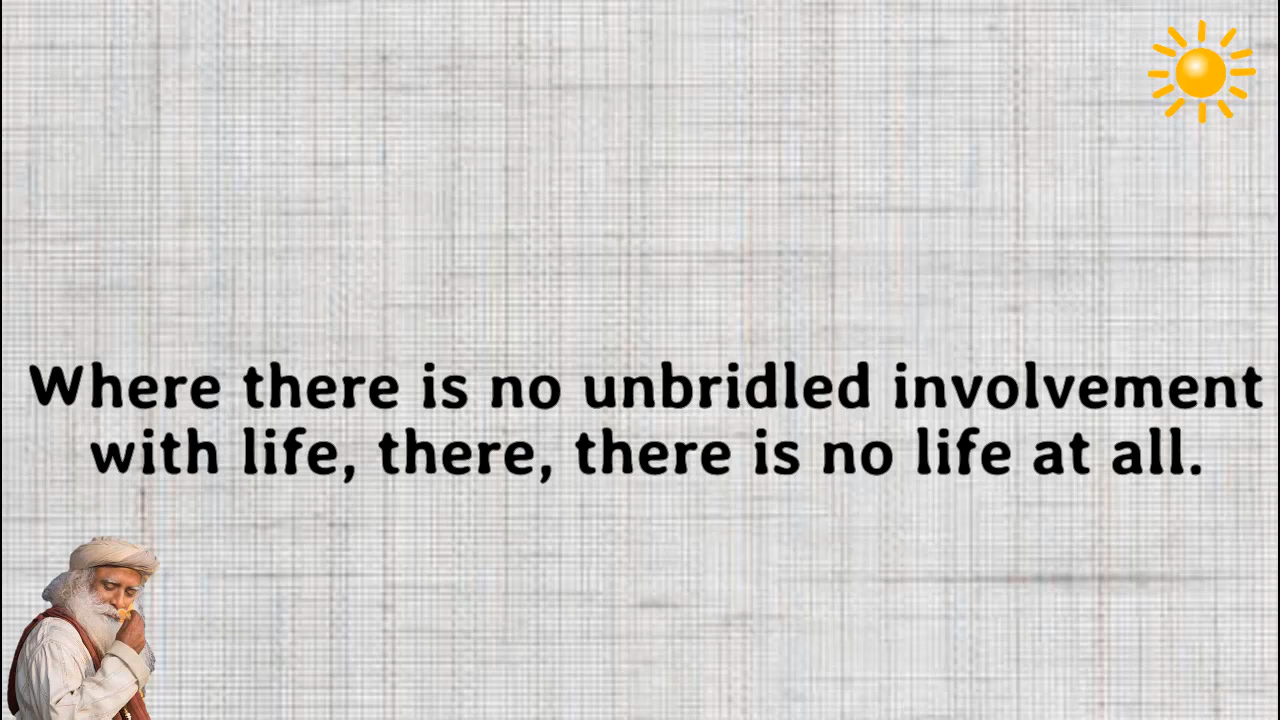 Where there is no unbridled involvement
with life, there, there is no life at all.